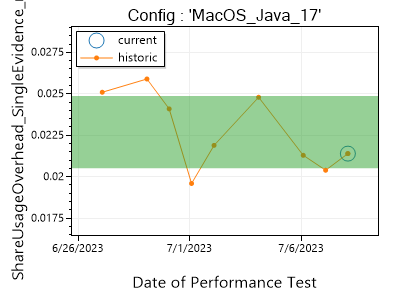 Config : 'MacOS_Java_17'
current
historic
0.0275
0.025
0.0225
0.02
0.0175
ShareUsageOverhead_SingleEvidence_
6/26/2023
7/1/2023
7/6/2023
Date of Performance Test